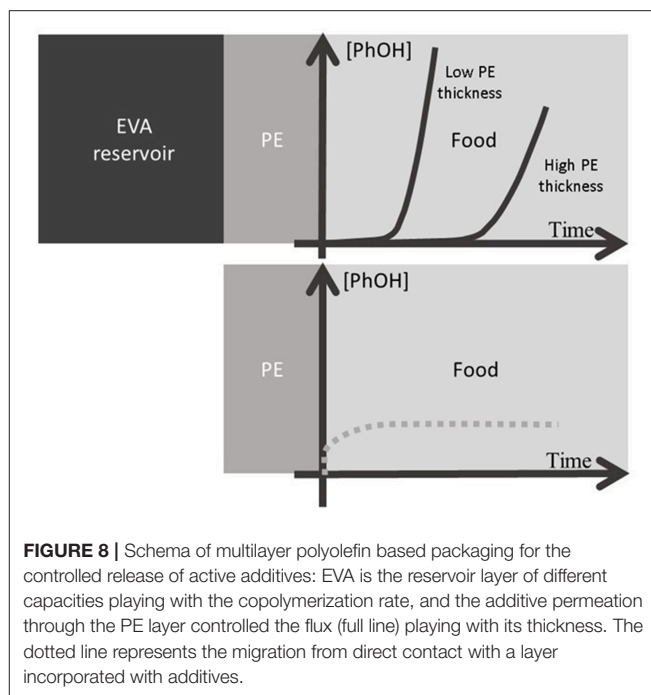 [PhOH]
EVA
reservoir
PE
Low PE
thickness
Food
High PE
thickness
Time
[PhOH]
PE
Food
Time
FIGURE 8 | Schema of multilayer polyolefin based packaging for the
controlled release of active additives: EVA is the reservoir layer of different
capacities playing with the copolymerization rate, and the additive permeation
through the PE layer controlled the flux (full line) playing with its thickness. The
dotted line represents the migration from direct contact with a layer
incorporated with additives.